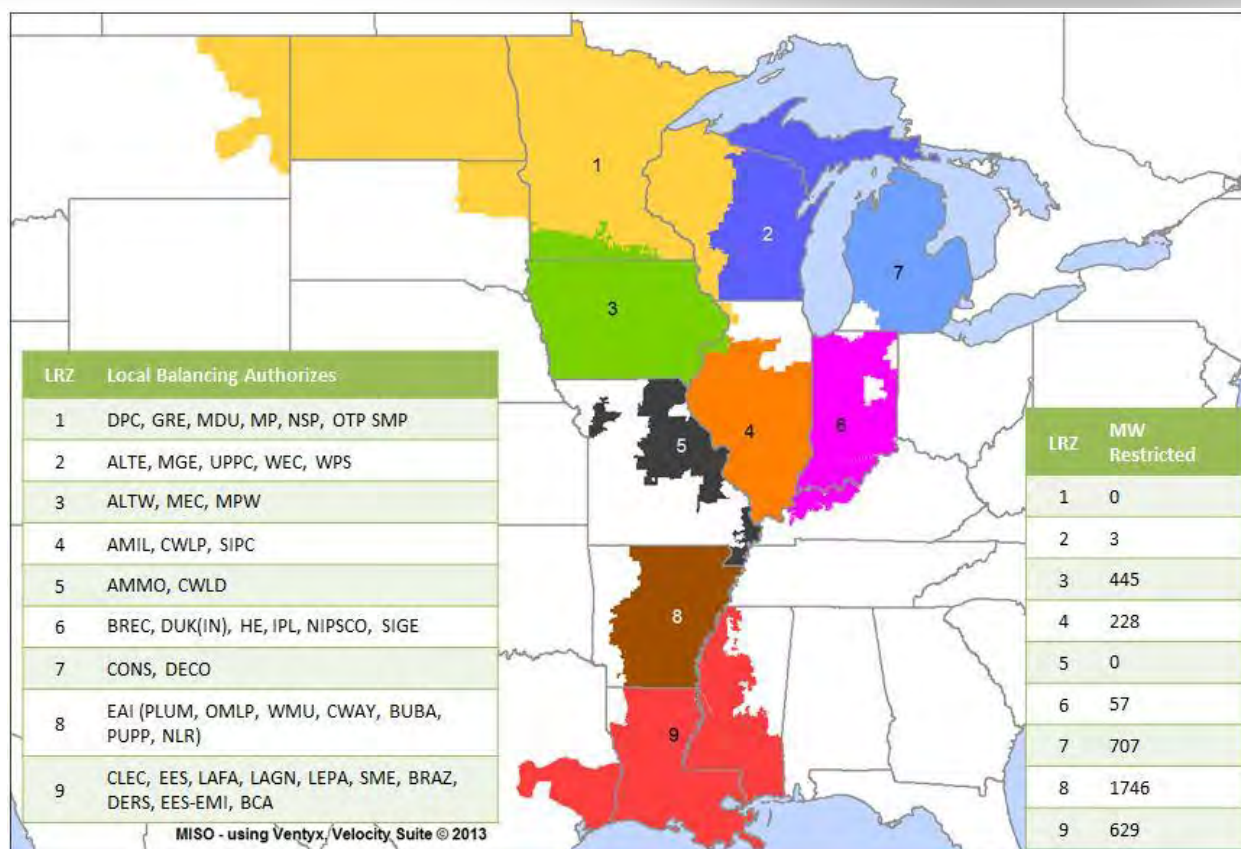 1
2
7
3
4
6
5
8
9
LRZ Local Balancing Authorizes
1 DPC, GRE, MDU, MP, NSP, OTP SMP
2 ALTE, MGE, UPPC, WEC, WPS
3 ALTW, MEC, MPW
4 AMIL, CWLP, SIPC
5 AMMO, CWLD
6 BREC, DUK(IN), HE, IPL, NIPSCO, SIGE
7 CONS, DECO
8 EAI (PLUM, OMLP, WMU, CWAY, BUBA,
PUPP, NLR)
9 CLEC, EES, LAFA, LAGN, LEPA, SME, BRAZ,
DERS, EES-EMI, BCA
LRZ MW
Restricted
1 0
2 3
3 445
4 228
5 0
6 57
7 707
8 1746
9 629
MISO - using Ventyx, Velocity Suite © 2013